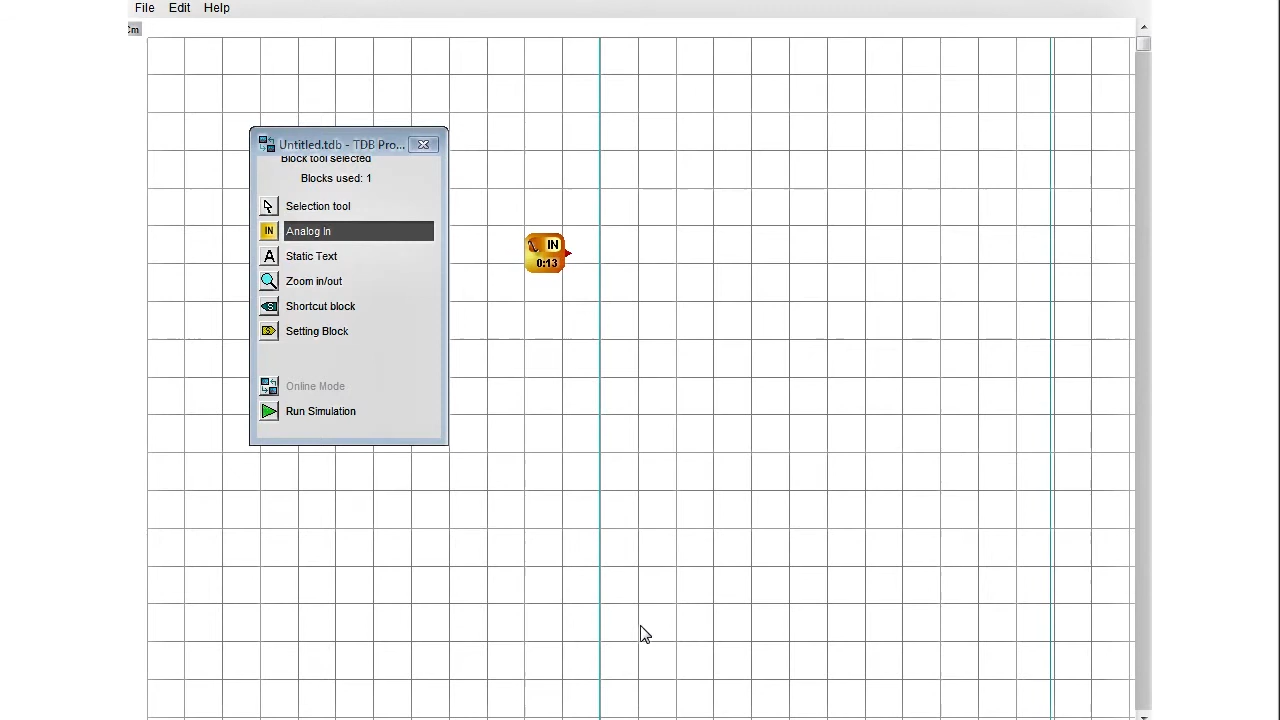 File Edit Help
Cm
Untitled.tdb - TDB Pro...
Block tool selected
Blocks used: 1
Selection tool
IN Analog In
A Static Text
Zoom in/out
S Shortcut block
S Setting Block
Online Mode
Run Simulation
IN
0:13